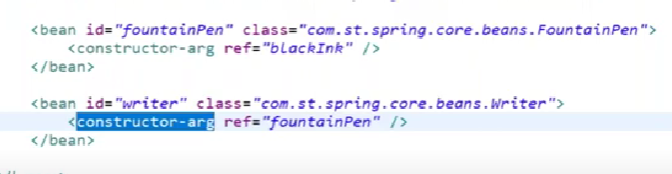 <bean id="fountainPen" class="com.st.spring.core.beans.FountainPen">
<constructor-arg ref="blackInk" />
</bean>
<bean id="writer" class="com.st.spring.core.beans.Writer">
<constructor-arg ref="fountainPen" />
</bean>